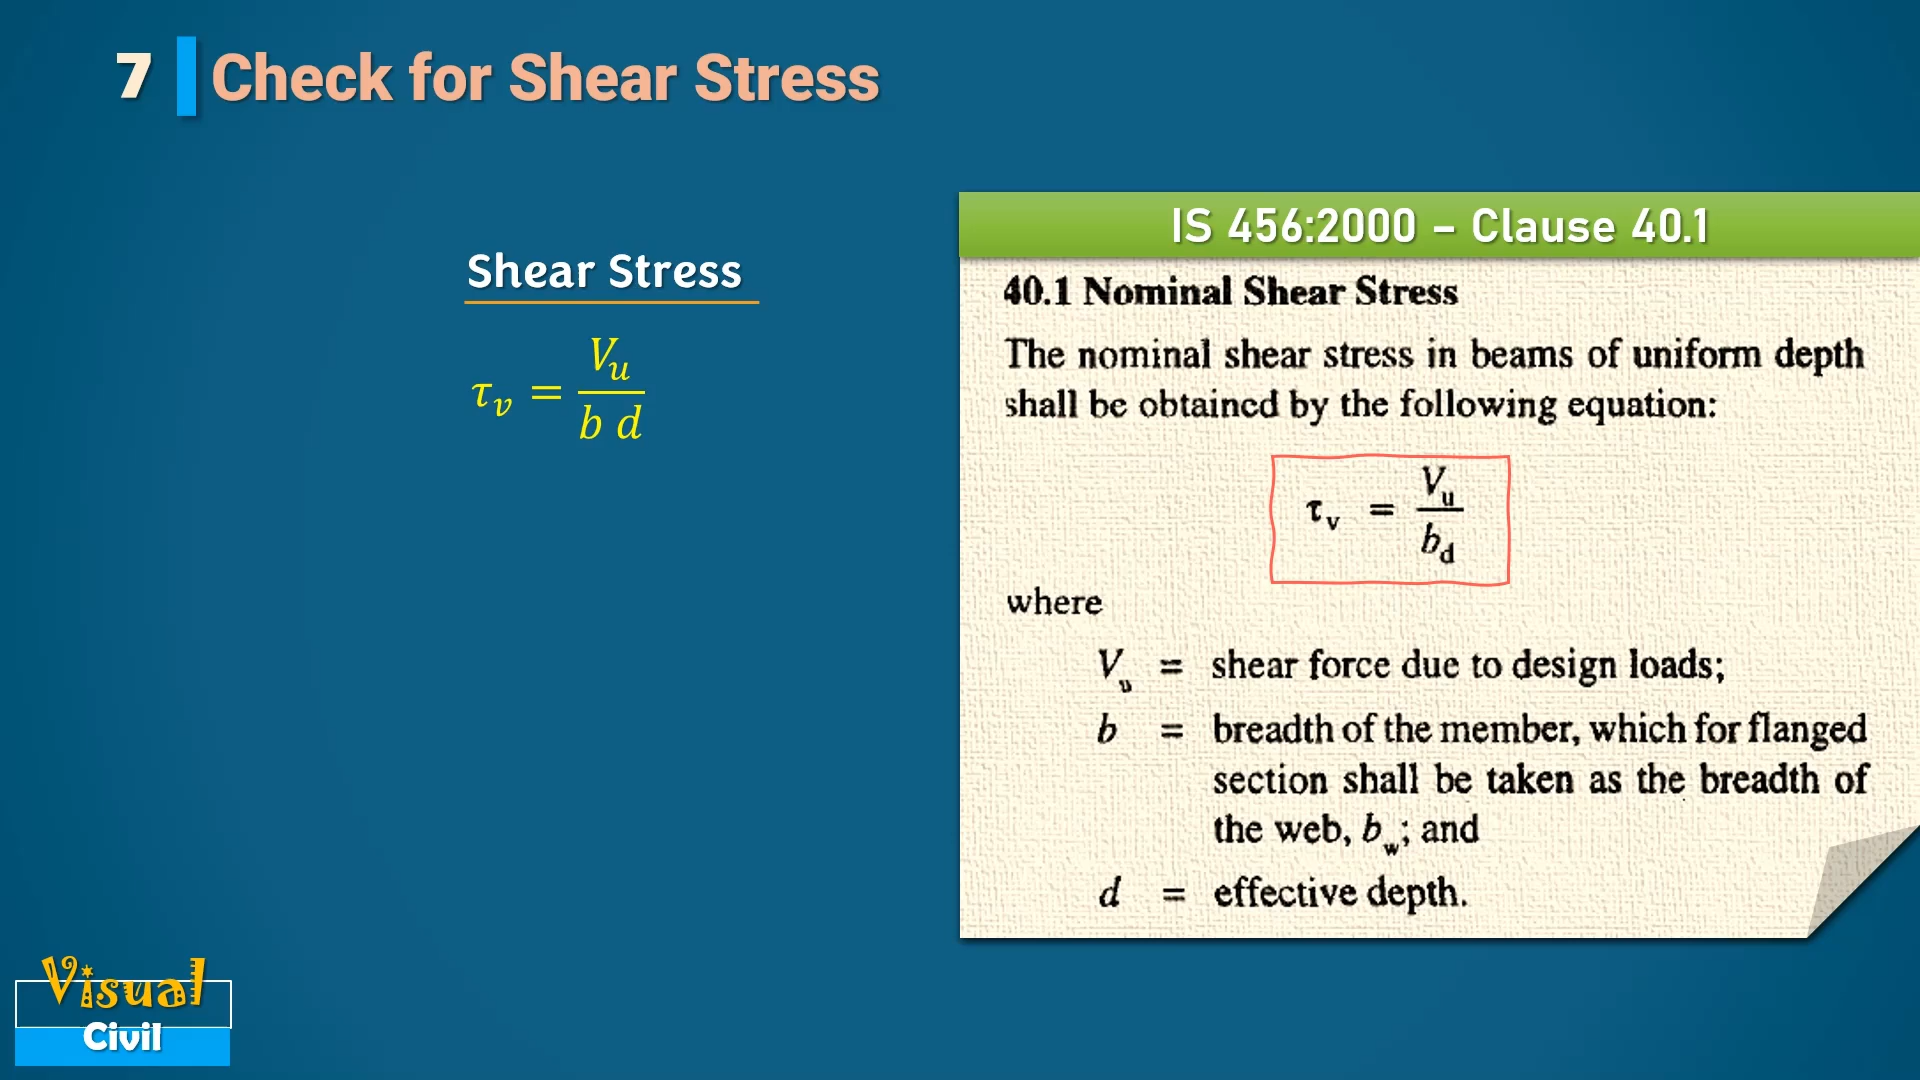 7 Check for Shear Stress
Shear Stress
τᵥ = Vᵤ / b d
IS 456:2000 – Clause 40.1
40.1 Nominal Shear Stress
The nominal shear stress in beams of uniform depth
shall be obtained by the following equation:
τᵥ = Vᵤ / b_d
where
Vᵤ = shear force due to design loads;
b = breadth of the member, which for flanged
section shall be taken as the breadth of
the web, b_w; and
d = effective depth.
Visual
Civil